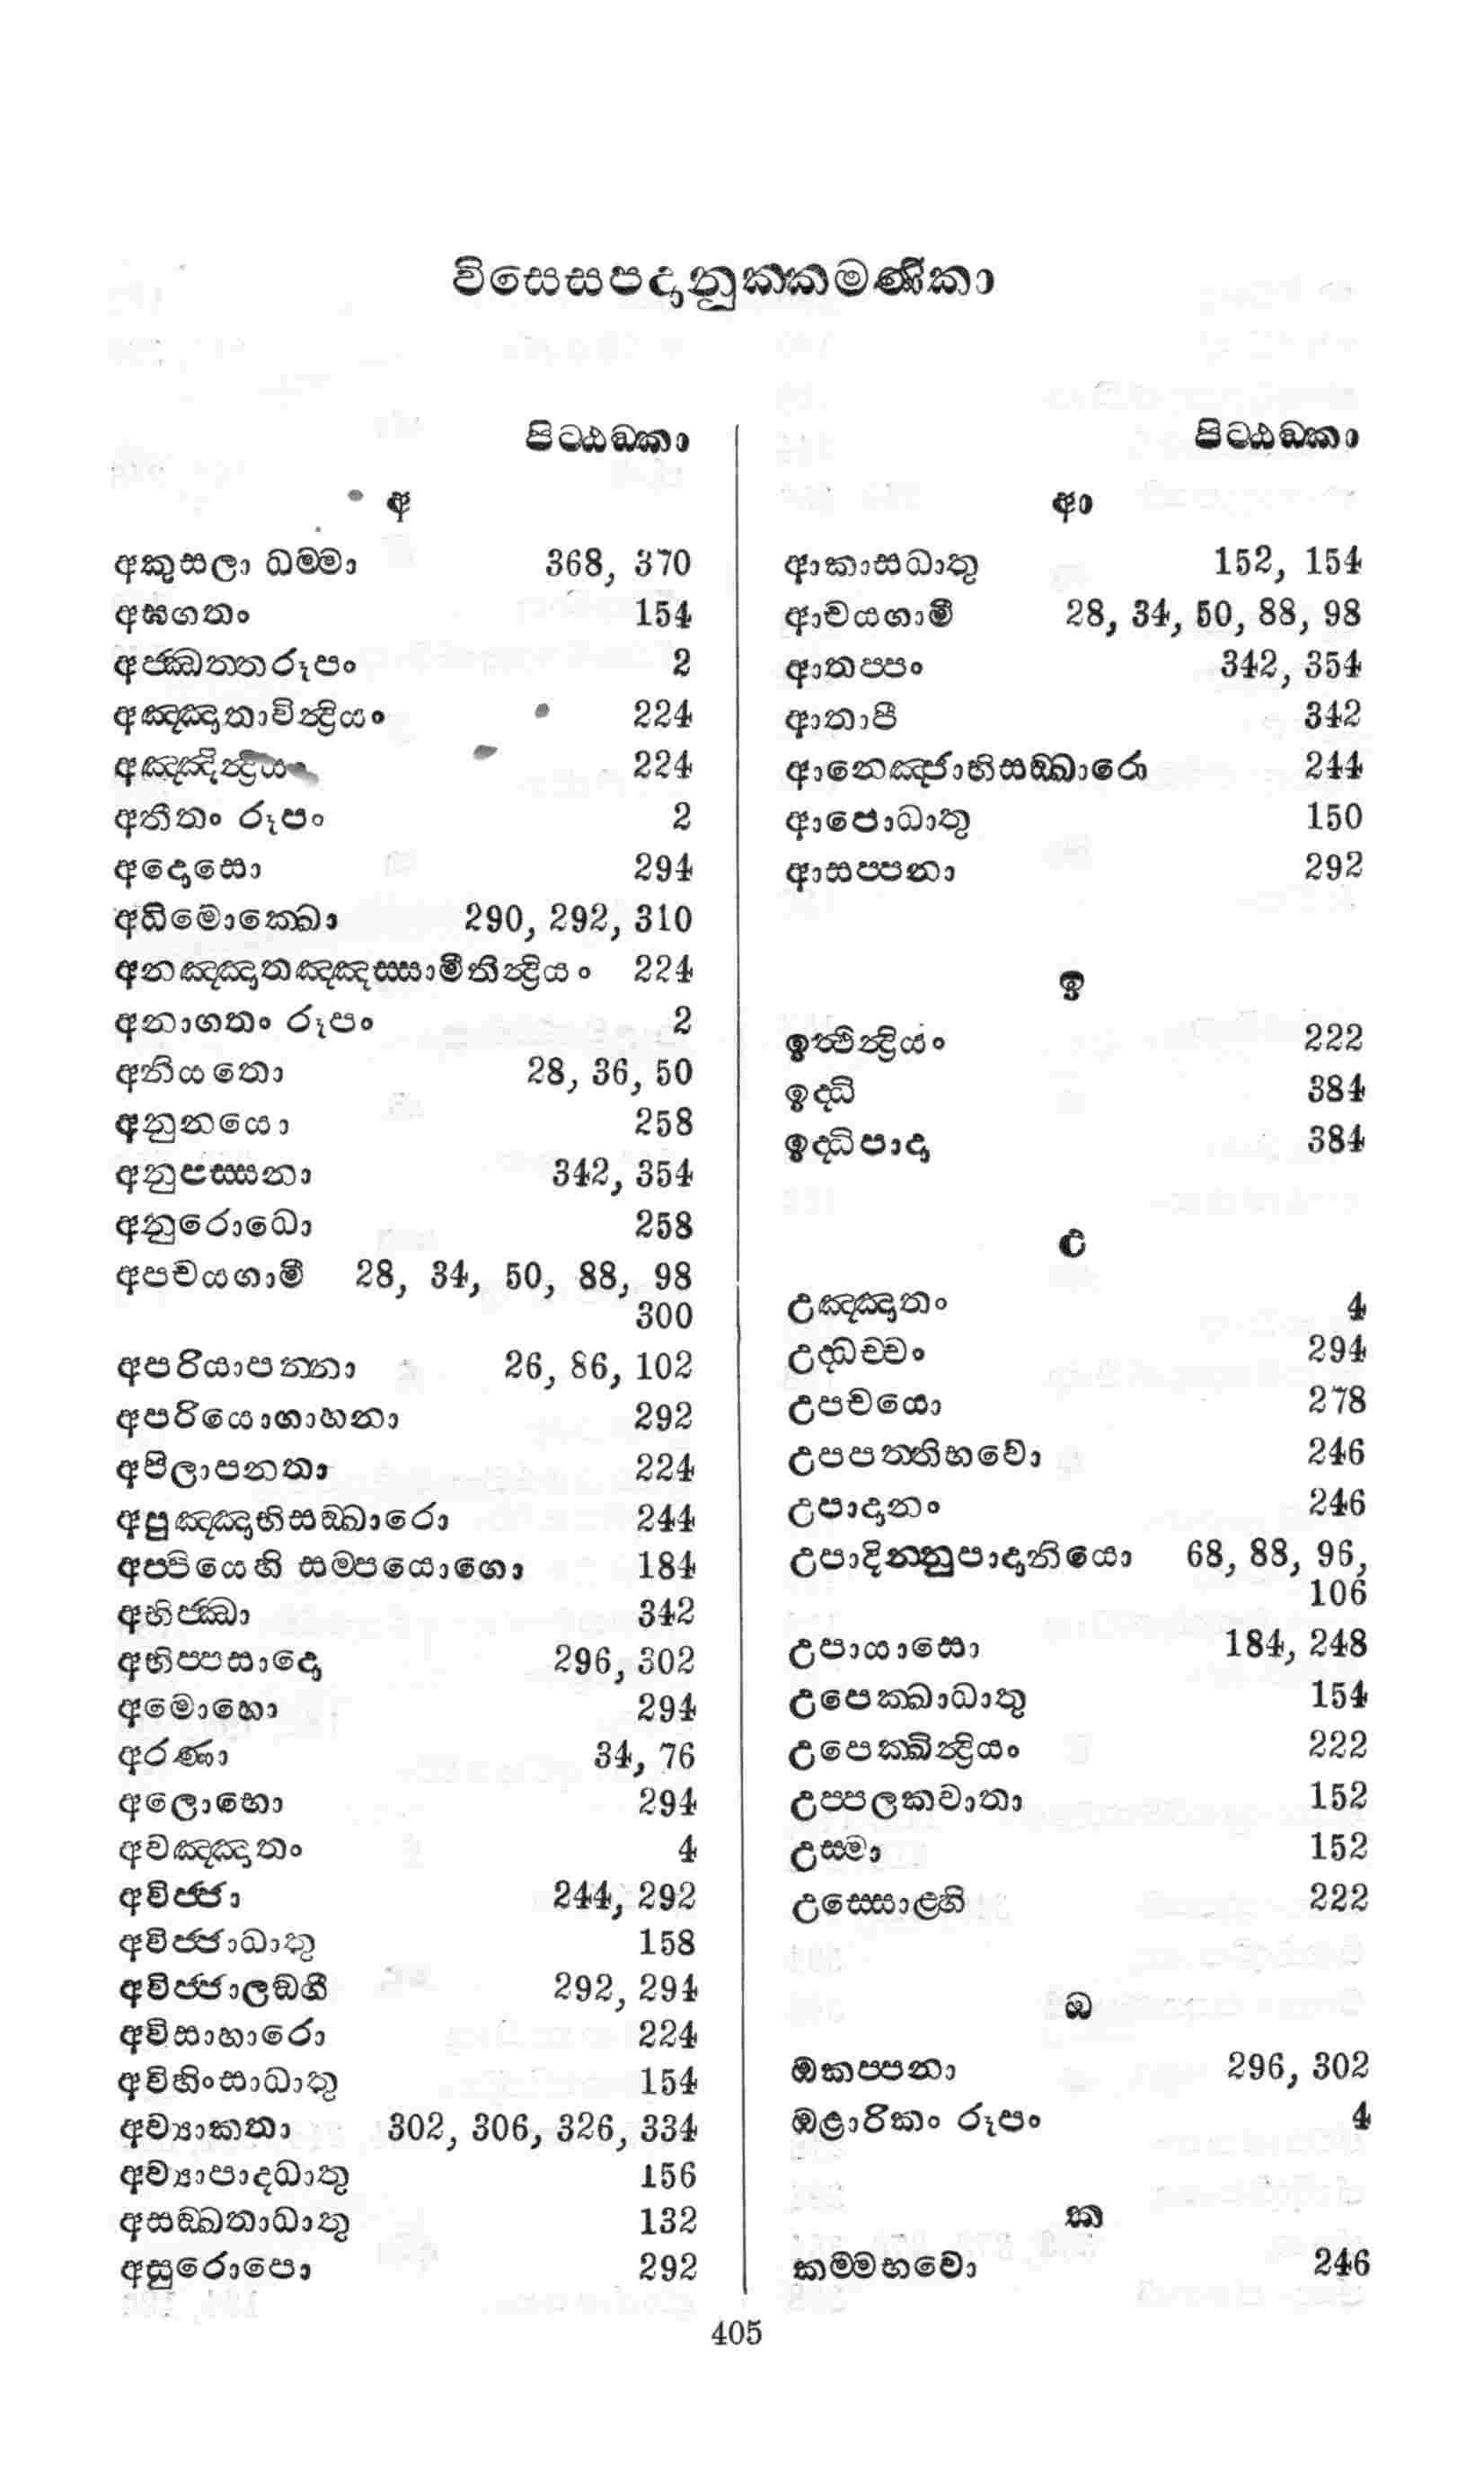 විසෙසපදානුක්කමණිකා
පිට්ඨඞ්කා
අ
අකුසලා ධම්මා 368, 370
අඝගතං 154
අජ්ඣත්තරූපං 2
අඤ්ඤාතාවින්ද්‍රියං 224
අඤ්ඤින්ද්‍රියං 224
අතීතං රූපං 2
අදොසො 294
අධිමොක්ඛො 290, 292, 310
අනඤ්ඤාතඤ්ඤස්සාමීතින්ද්‍රියං 224
අනාගතං රූපං 2
අනියතො 28, 36, 50
අනුනයො 258
අනුපස්සනා 342, 354
අනුරොධො 258
අපචයගාමී 28, 34, 50, 88, 98
300
අපරියාපන්නා 26, 86, 102
අපරියොගාහනා 292
අපිලාපනතා 224
අපුඤ්ඤාභිසඞ්ඛාරො 244
අප්පියෙහි සම්පයොගො 184
අභිජ්ඣා 342
අභිප්පසාදො 296, 302
අමොහො 294
අරණා 34, 76
අලොභො 294
අවඤ්ඤාතං 4
අවිජ්ජා 244, 292
අවිජ්ජාධාතු 158
අවිජ්ජාලඞ්ගී 292, 294
අවිසාහාරො 224
අවිහිංසාධාතු 154
අව්‍යාකතා 302, 306, 326, 334
අව්‍යාපාදධාතු 156
අසඞ්ඛතාධාතු 132
අසුරොපො 292
පිට්ඨඞ්කා
ආ
ආකාසධාතු 152, 154
ආචයගාමී 28, 34, 50, 88, 98
ආතප්පං 342, 354
ආතාපී 342
ආනෙඤ්ජාභිසඞ්ඛාරො 244
ආපොධාතු 150
ආසප්පනා 292
ඉ
ඉත්ථින්ද්‍රියං 222
ඉද්ධි 384
ඉද්ධිපාදා 384
උ
උඤ්ඤාතං 4
උද්ධච්චං 294
උපචයො 278
උපපත්තිභවො 246
උපාදානං 246
උපාදින්නුපාදානියො 68, 88, 96,
106
උපායාසො 184, 248
උපෙක්ඛාධාතු 154
උපෙක්ඛින්ද්‍රියං 222
උප්පලකවාතා 152
උස්මා 152
උස්සොළ්හි 222
ඔ
ඔකප්පනා 296, 302
ඔළාරිකං රූපං 4
ක
කම්මභවො 246
405